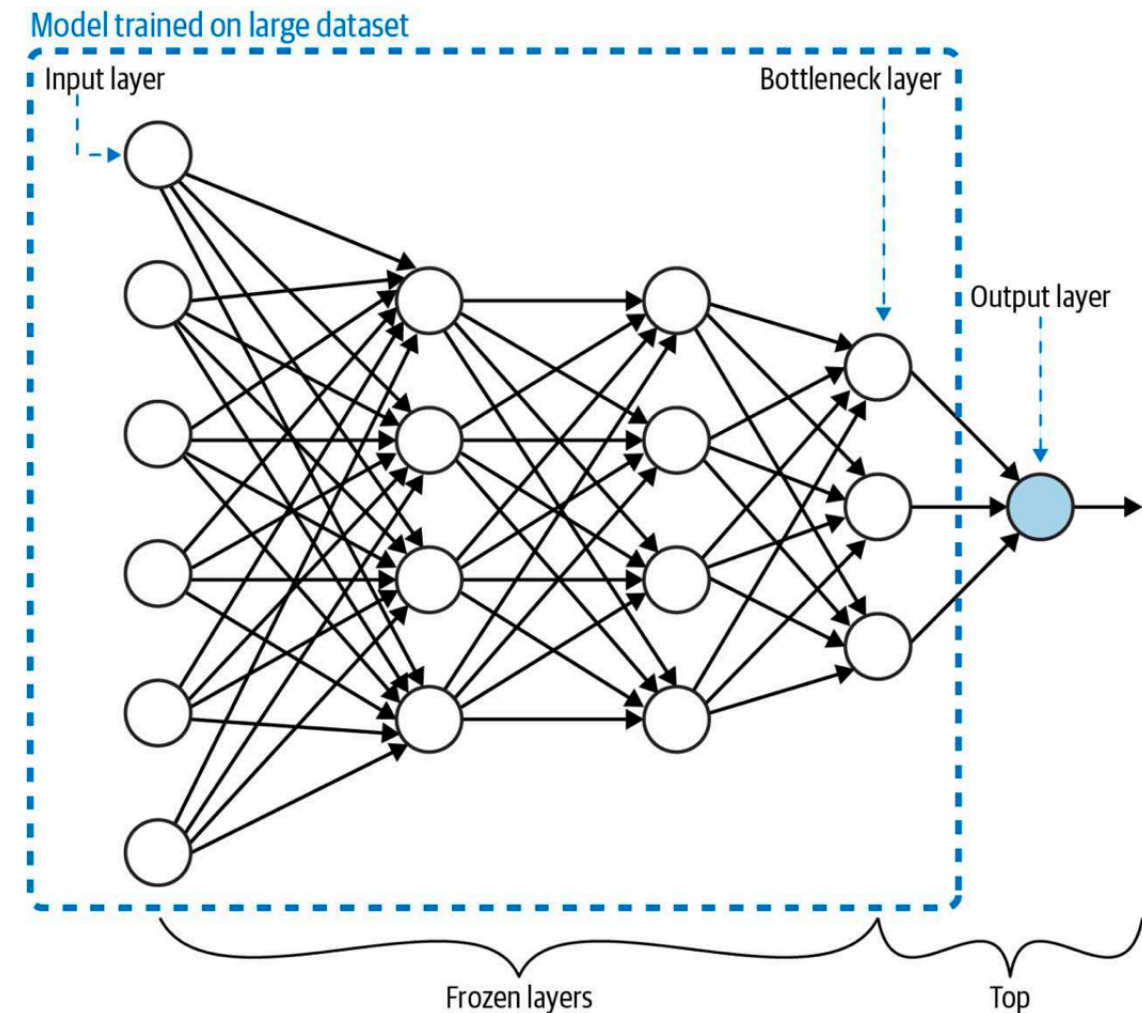 Model trained on large dataset
Input layer
Bottleneck layer
Output layer
Frozen layers
Top